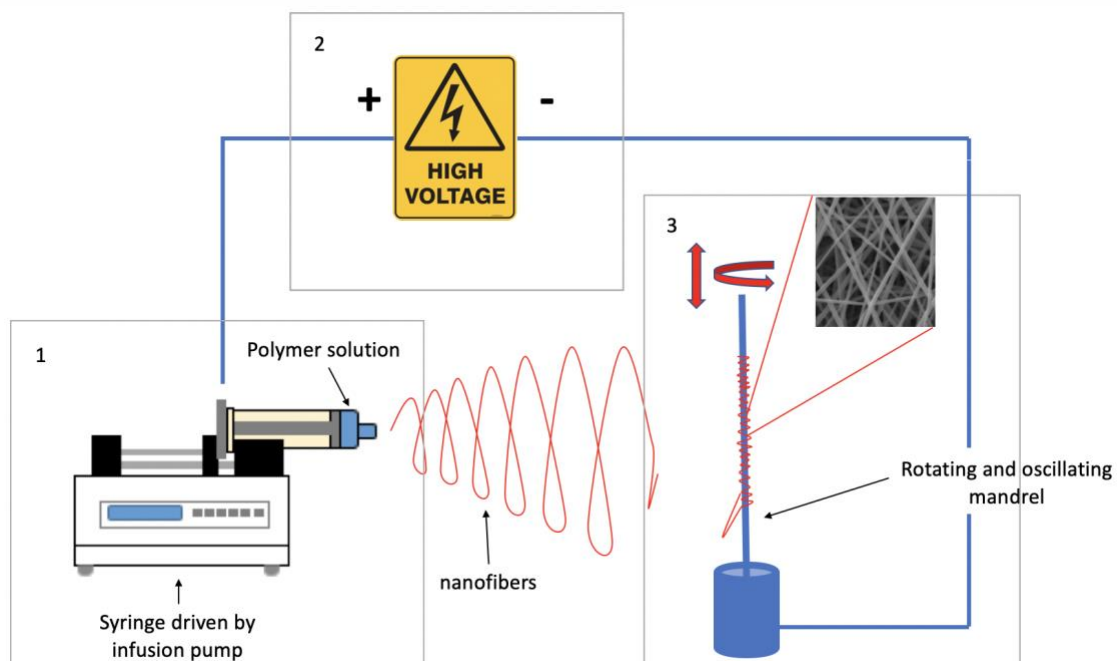 2
+
-
HIGH
VOLTAGE
3
1
Polymer solution
Rotating and oscillating
mandrel
nanofibers
Syringe driven by
infusion pump